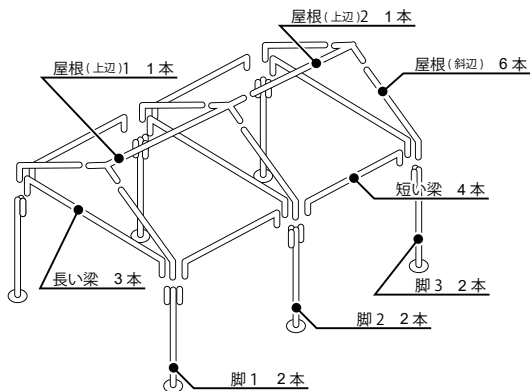 屋根(上辺)2 1本
屋根(上辺)1 1本
屋根(斜辺) 6本
短い梁 4本
長い梁 3本
脚3 2本
脚2 2本
脚1 2本